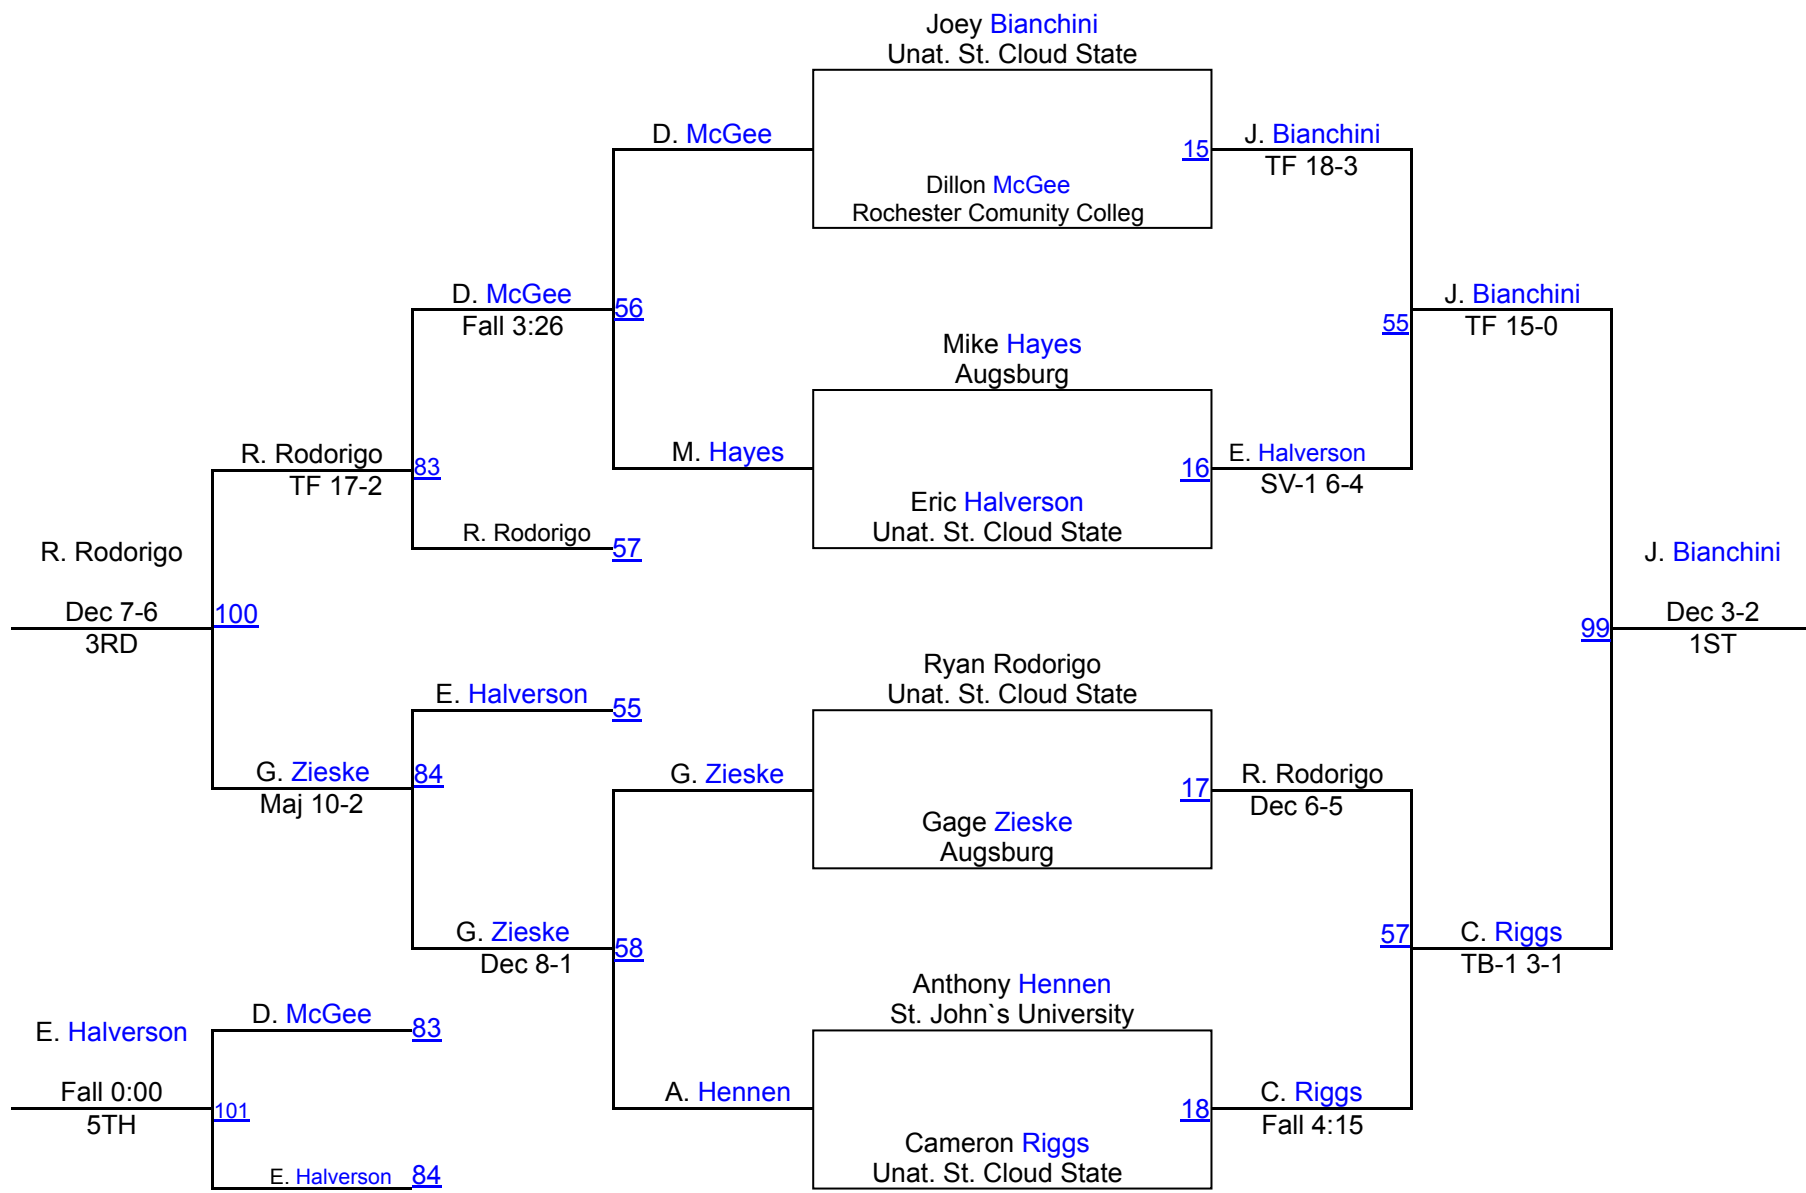 Joey Bianchini
Unat. St. Cloud State
D. McGee
15
J. Bianchini
TF 18-3
Dillon McGee
Rochester Comunity Colleg
D. McGee
Fall 3:26
56
55
J. Bianchini
TF 15-0
Mike Hayes
Augsburg
R. Rodorigo
TF 17-2
83
M. Hayes
16
E. Halverson
SV-1 6-4
Eric Halverson
Unat. St. Cloud State
R. Rodorigo
57
R. Rodorigo
Dec 7-6
3RD
100
J. Bianchini
Dec 3-2
1ST
99
Ryan Rodorigo
Unat. St. Cloud State
E. Halverson
55
G. Zieske
Maj 10-2
84
G. Zieske
17
R. Rodorigo
Dec 6-5
Gage Zieske
Augsburg
G. Zieske
Dec 8-1
58
57
C. Riggs
TB-1 3-1
Anthony Hennen
St. John`s University
E. Halverson
Fall 0:00
5TH
D. McGee
83
101
E. Halverson
84
A. Hennen
18
C. Riggs
Fall 4:15
Cameron Riggs
Unat. St. Cloud State